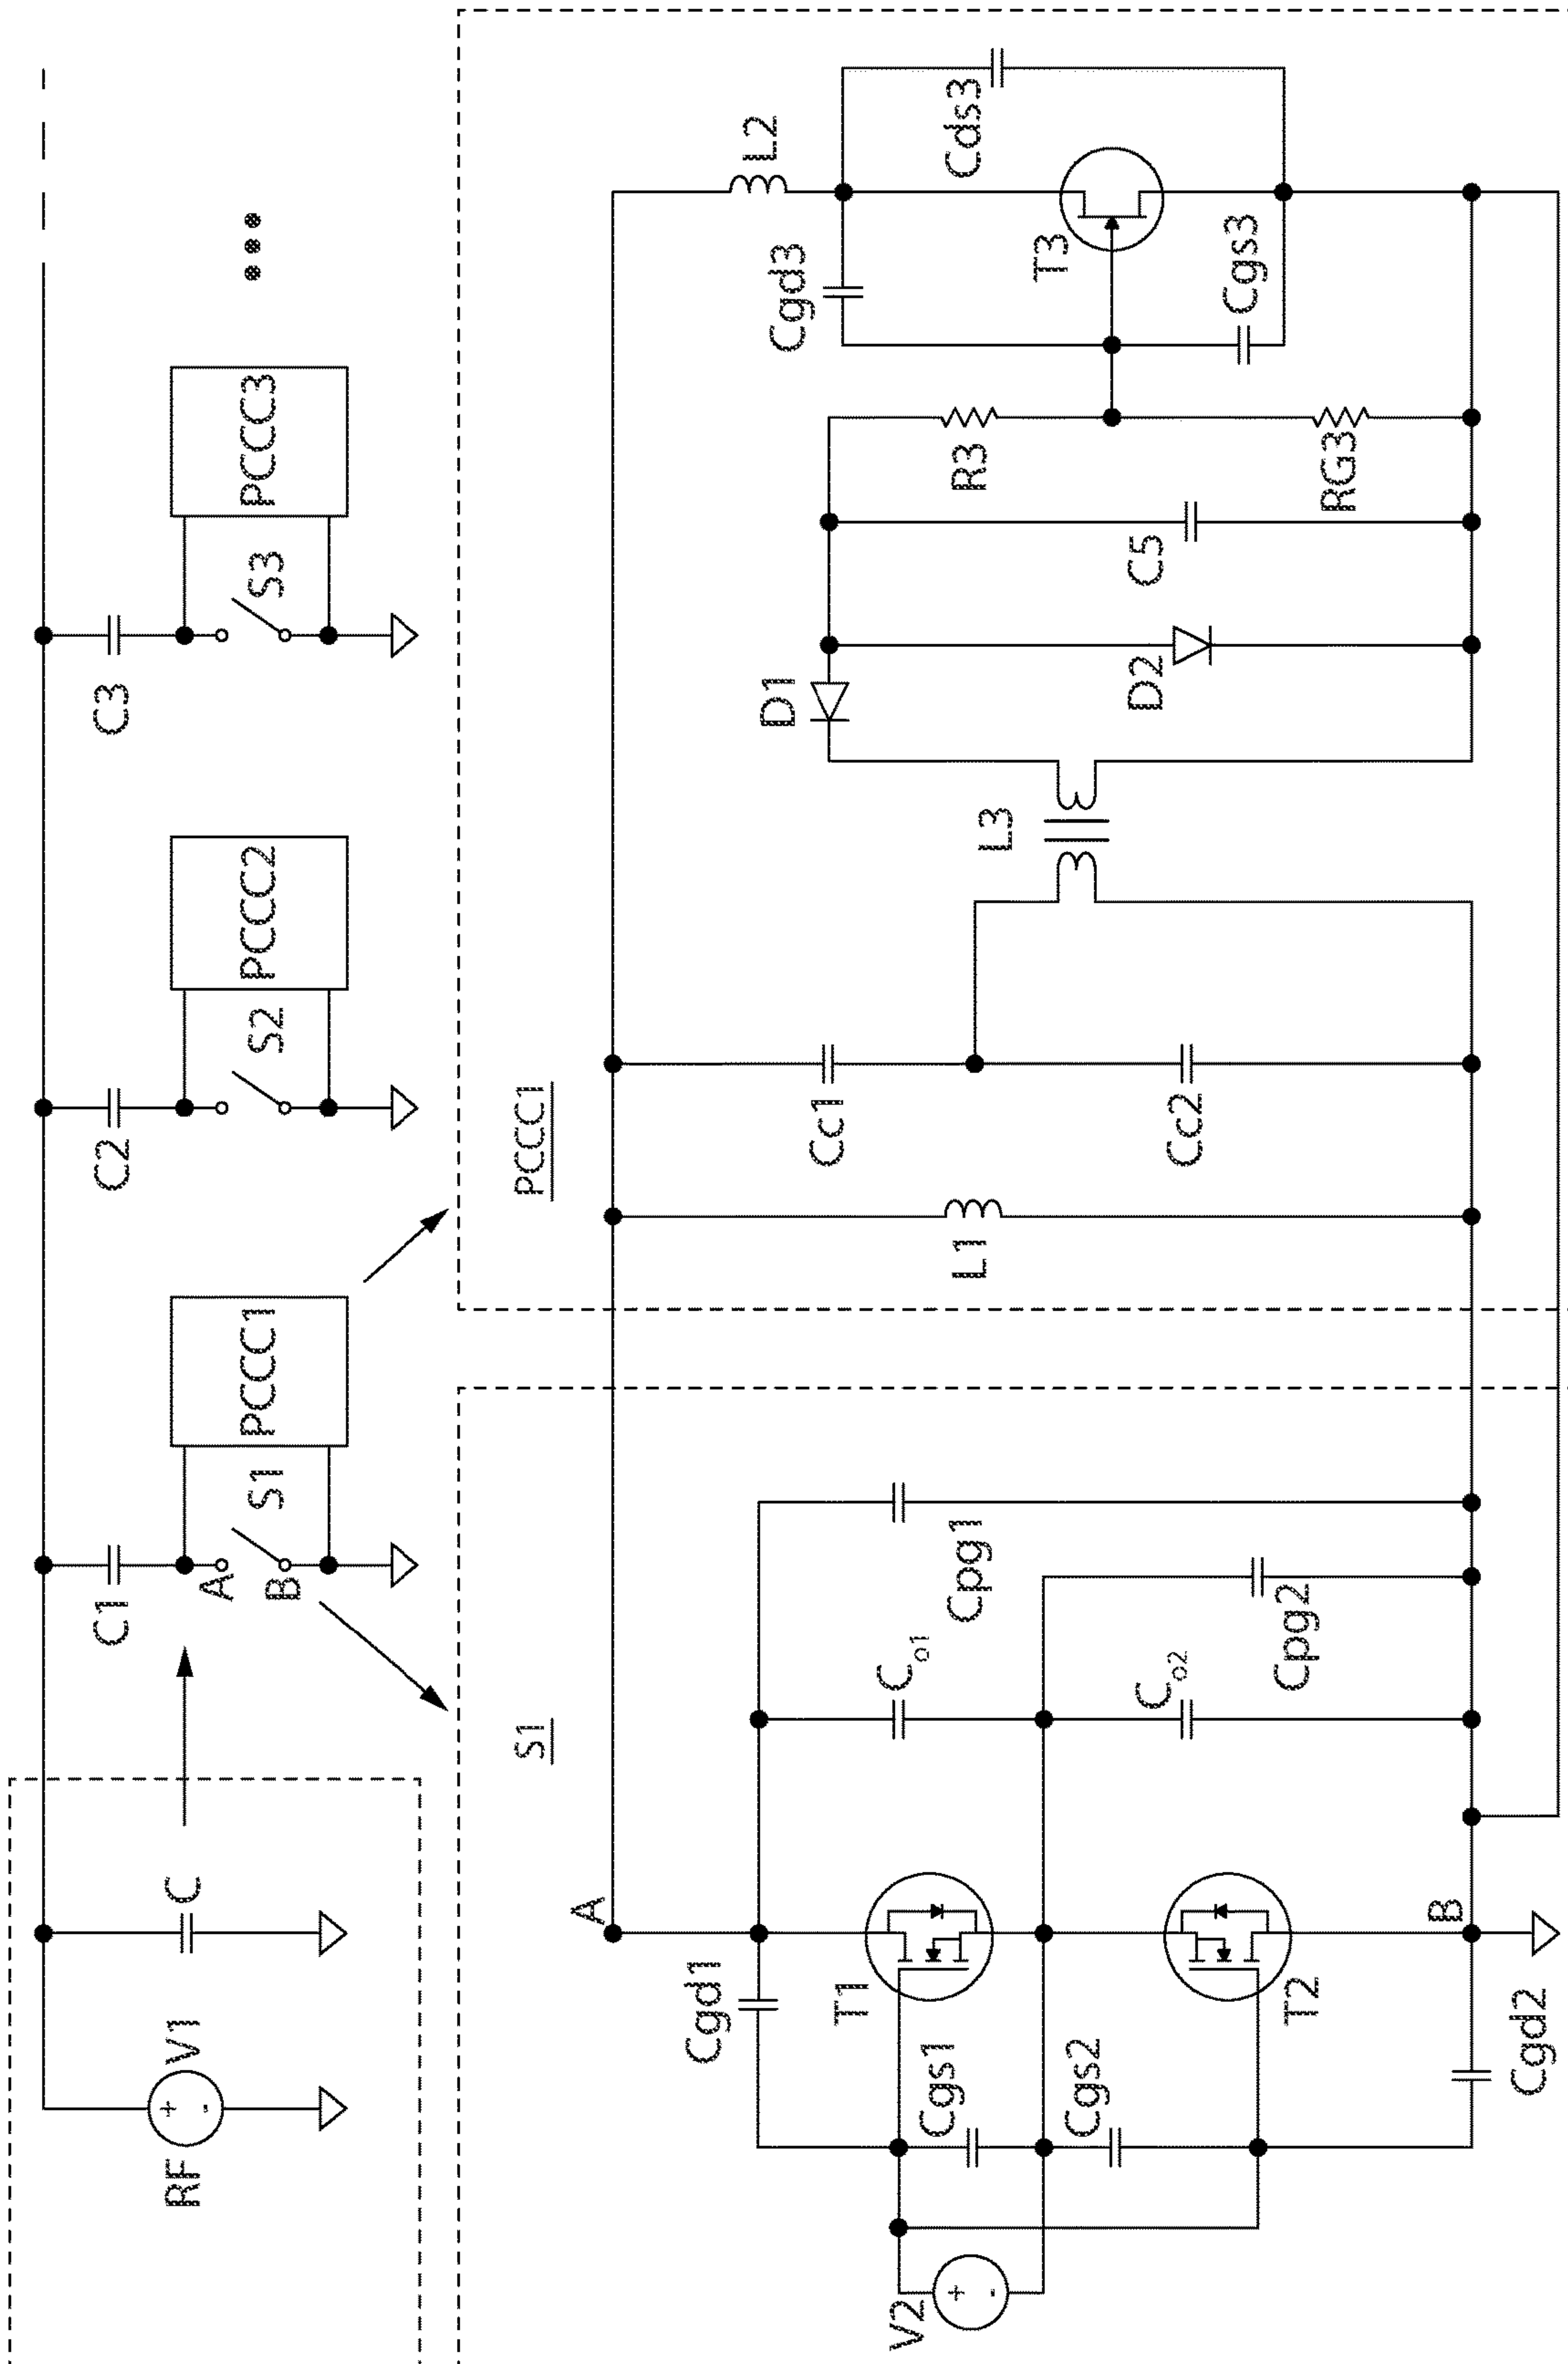 RF
V1
+
-
C
C1
A
B
S1
PCCC1
C2
S2
PCCC2
C3
S3
PCCC3
S1
A
Cgd1
V2
+
-
Cgs1
Cgs2
T1
T2
B
Cgd2
Co1
Co2
Cpg1
Cpg2
PCCC1
L1
Cc1
Cc2
L3
D1
D2
C5
R3
RG3
Cgd3
L2
T3
Cds3
Cgs3